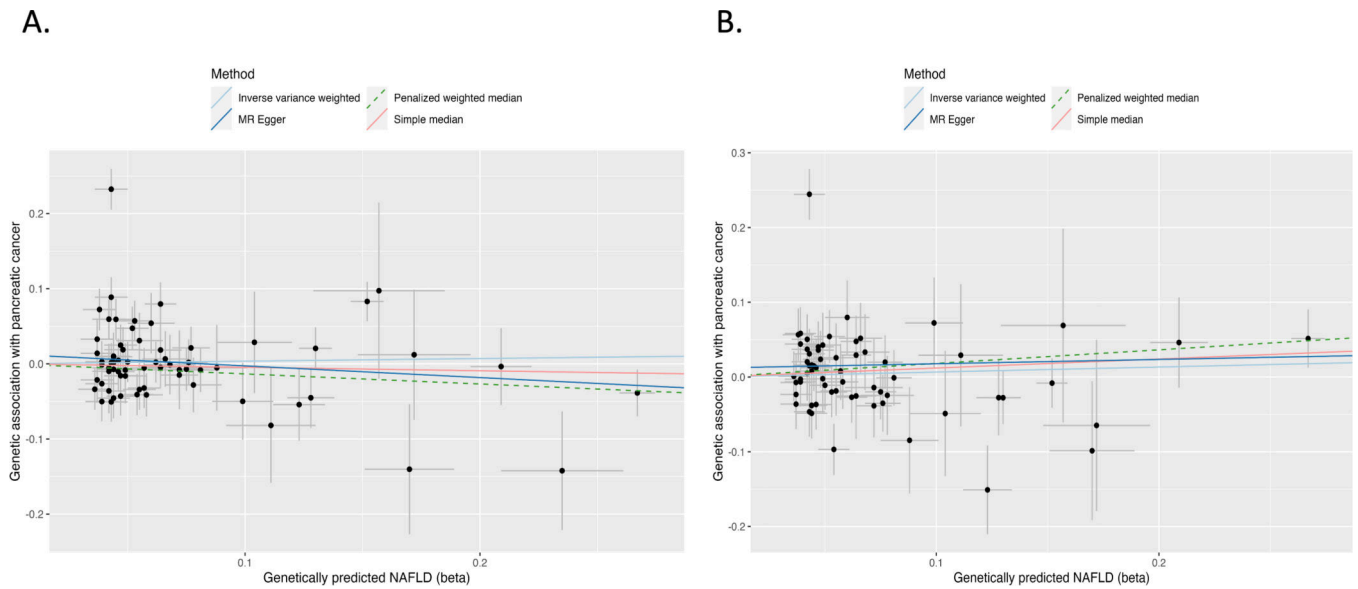 A.
Method
Inverse variance weighted
Penalized weighted median
MR Egger
Simple median
Genetic association with pancreatic cancer
0.2
0.1
0.0
-0.1
-0.2
0.1
0.2
Genetically predicted NAFLD (beta)
B.
Method
Inverse variance weighted
Penalized weighted median
MR Egger
Simple median
Genetic association with pancreatic cancer
0.3
0.2
0.1
0.0
-0.1
-0.2
0.1
0.2
Genetically predicted NAFLD (beta)